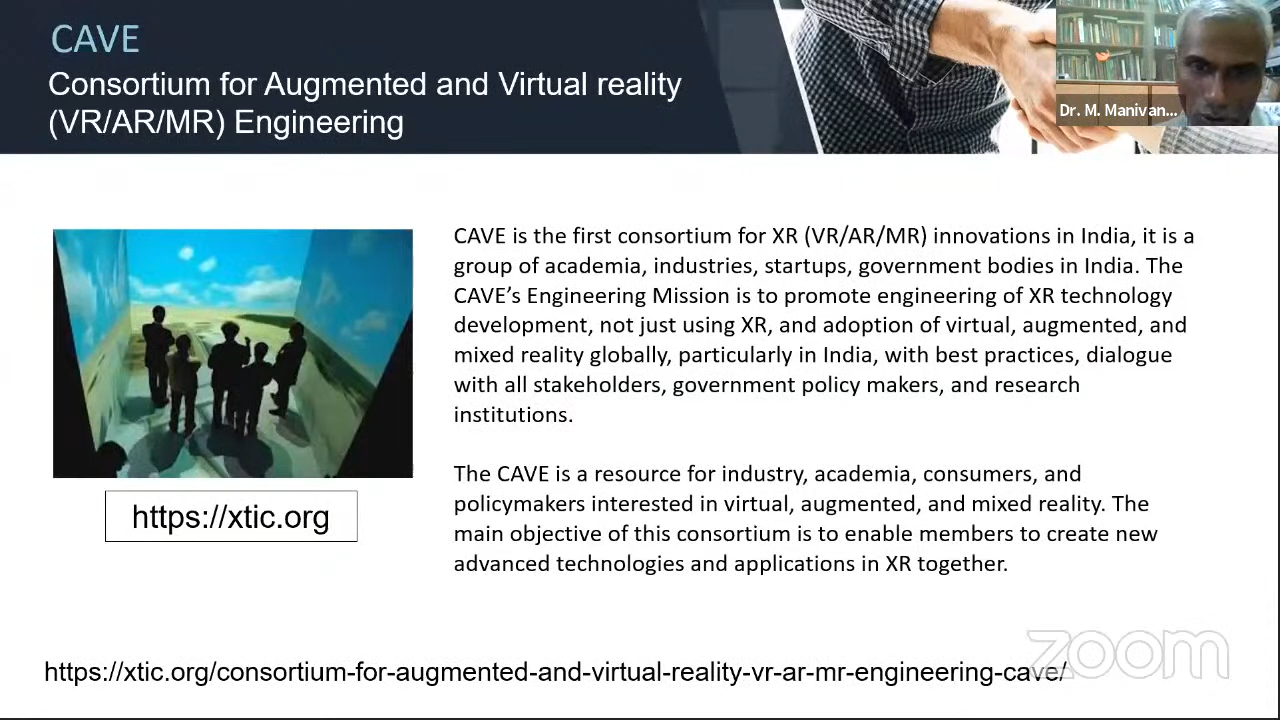 CAVE
Consortium for Augmented and Virtual reality
(VR/AR/MR) Engineering
Dr. M. Manivan...
CAVE is the first consortium for XR (VR/AR/MR) innovations in India, it is a
group of academia, industries, startups, government bodies in India. The
CAVE’s Engineering Mission is to promote engineering of XR technology
development, not just using XR, and adoption of virtual, augmented, and
mixed reality globally, particularly in India, with best practices, dialogue
with all stakeholders, government policy makers, and research
institutions.
The CAVE is a resource for industry, academia, consumers, and
policymakers interested in virtual, augmented, and mixed reality. The
main objective of this consortium is to enable members to create new
advanced technologies and applications in XR together.
https://xtic.org
https://xtic.org/consortium-for-augmented-and-virtual-reality-vr-ar-mr-engineering-cave/
zoom